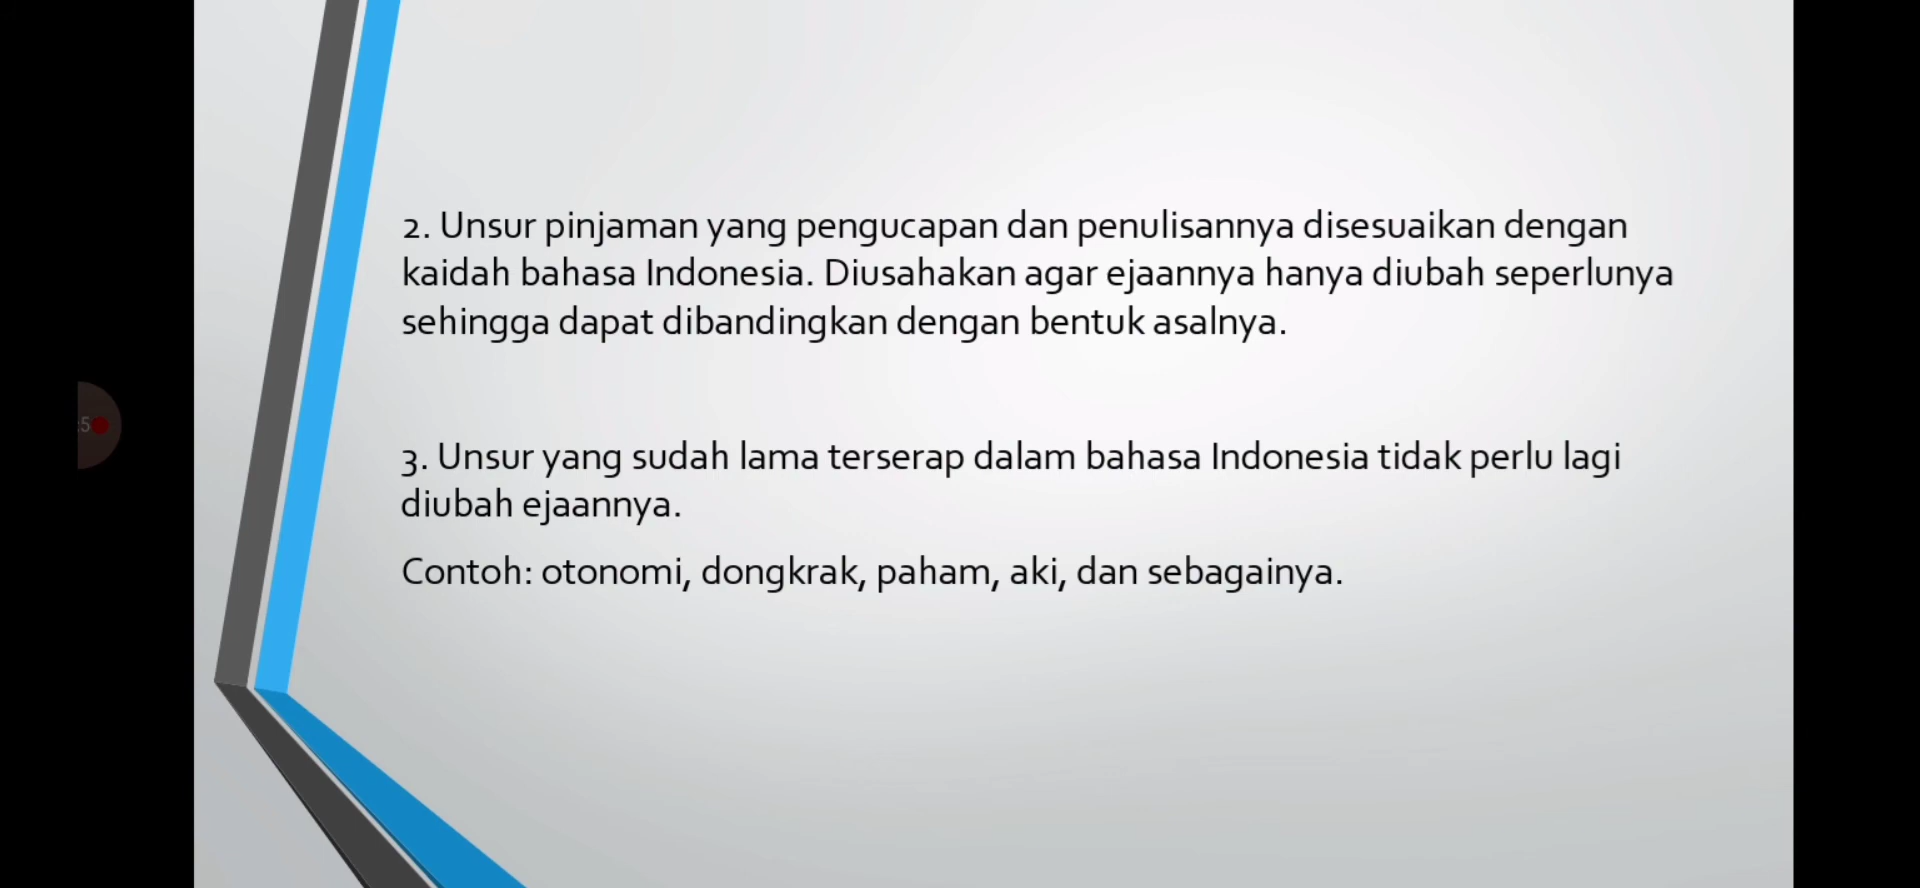 2. Unsur pinjaman yang pengucapan dan penulisannya disesuaikan dengan
kaidah bahasa Indonesia. Diusahakan agar ejaannya hanya diubah seperlunya
sehingga dapat dibandingkan dengan bentuk asalnya.
:5
3. Unsur yang sudah lama terserap dalam bahasa Indonesia tidak perlu lagi
diubah ejaannya.
Contoh: otonomi, dongkrak, paham, aki, dan sebagainya.